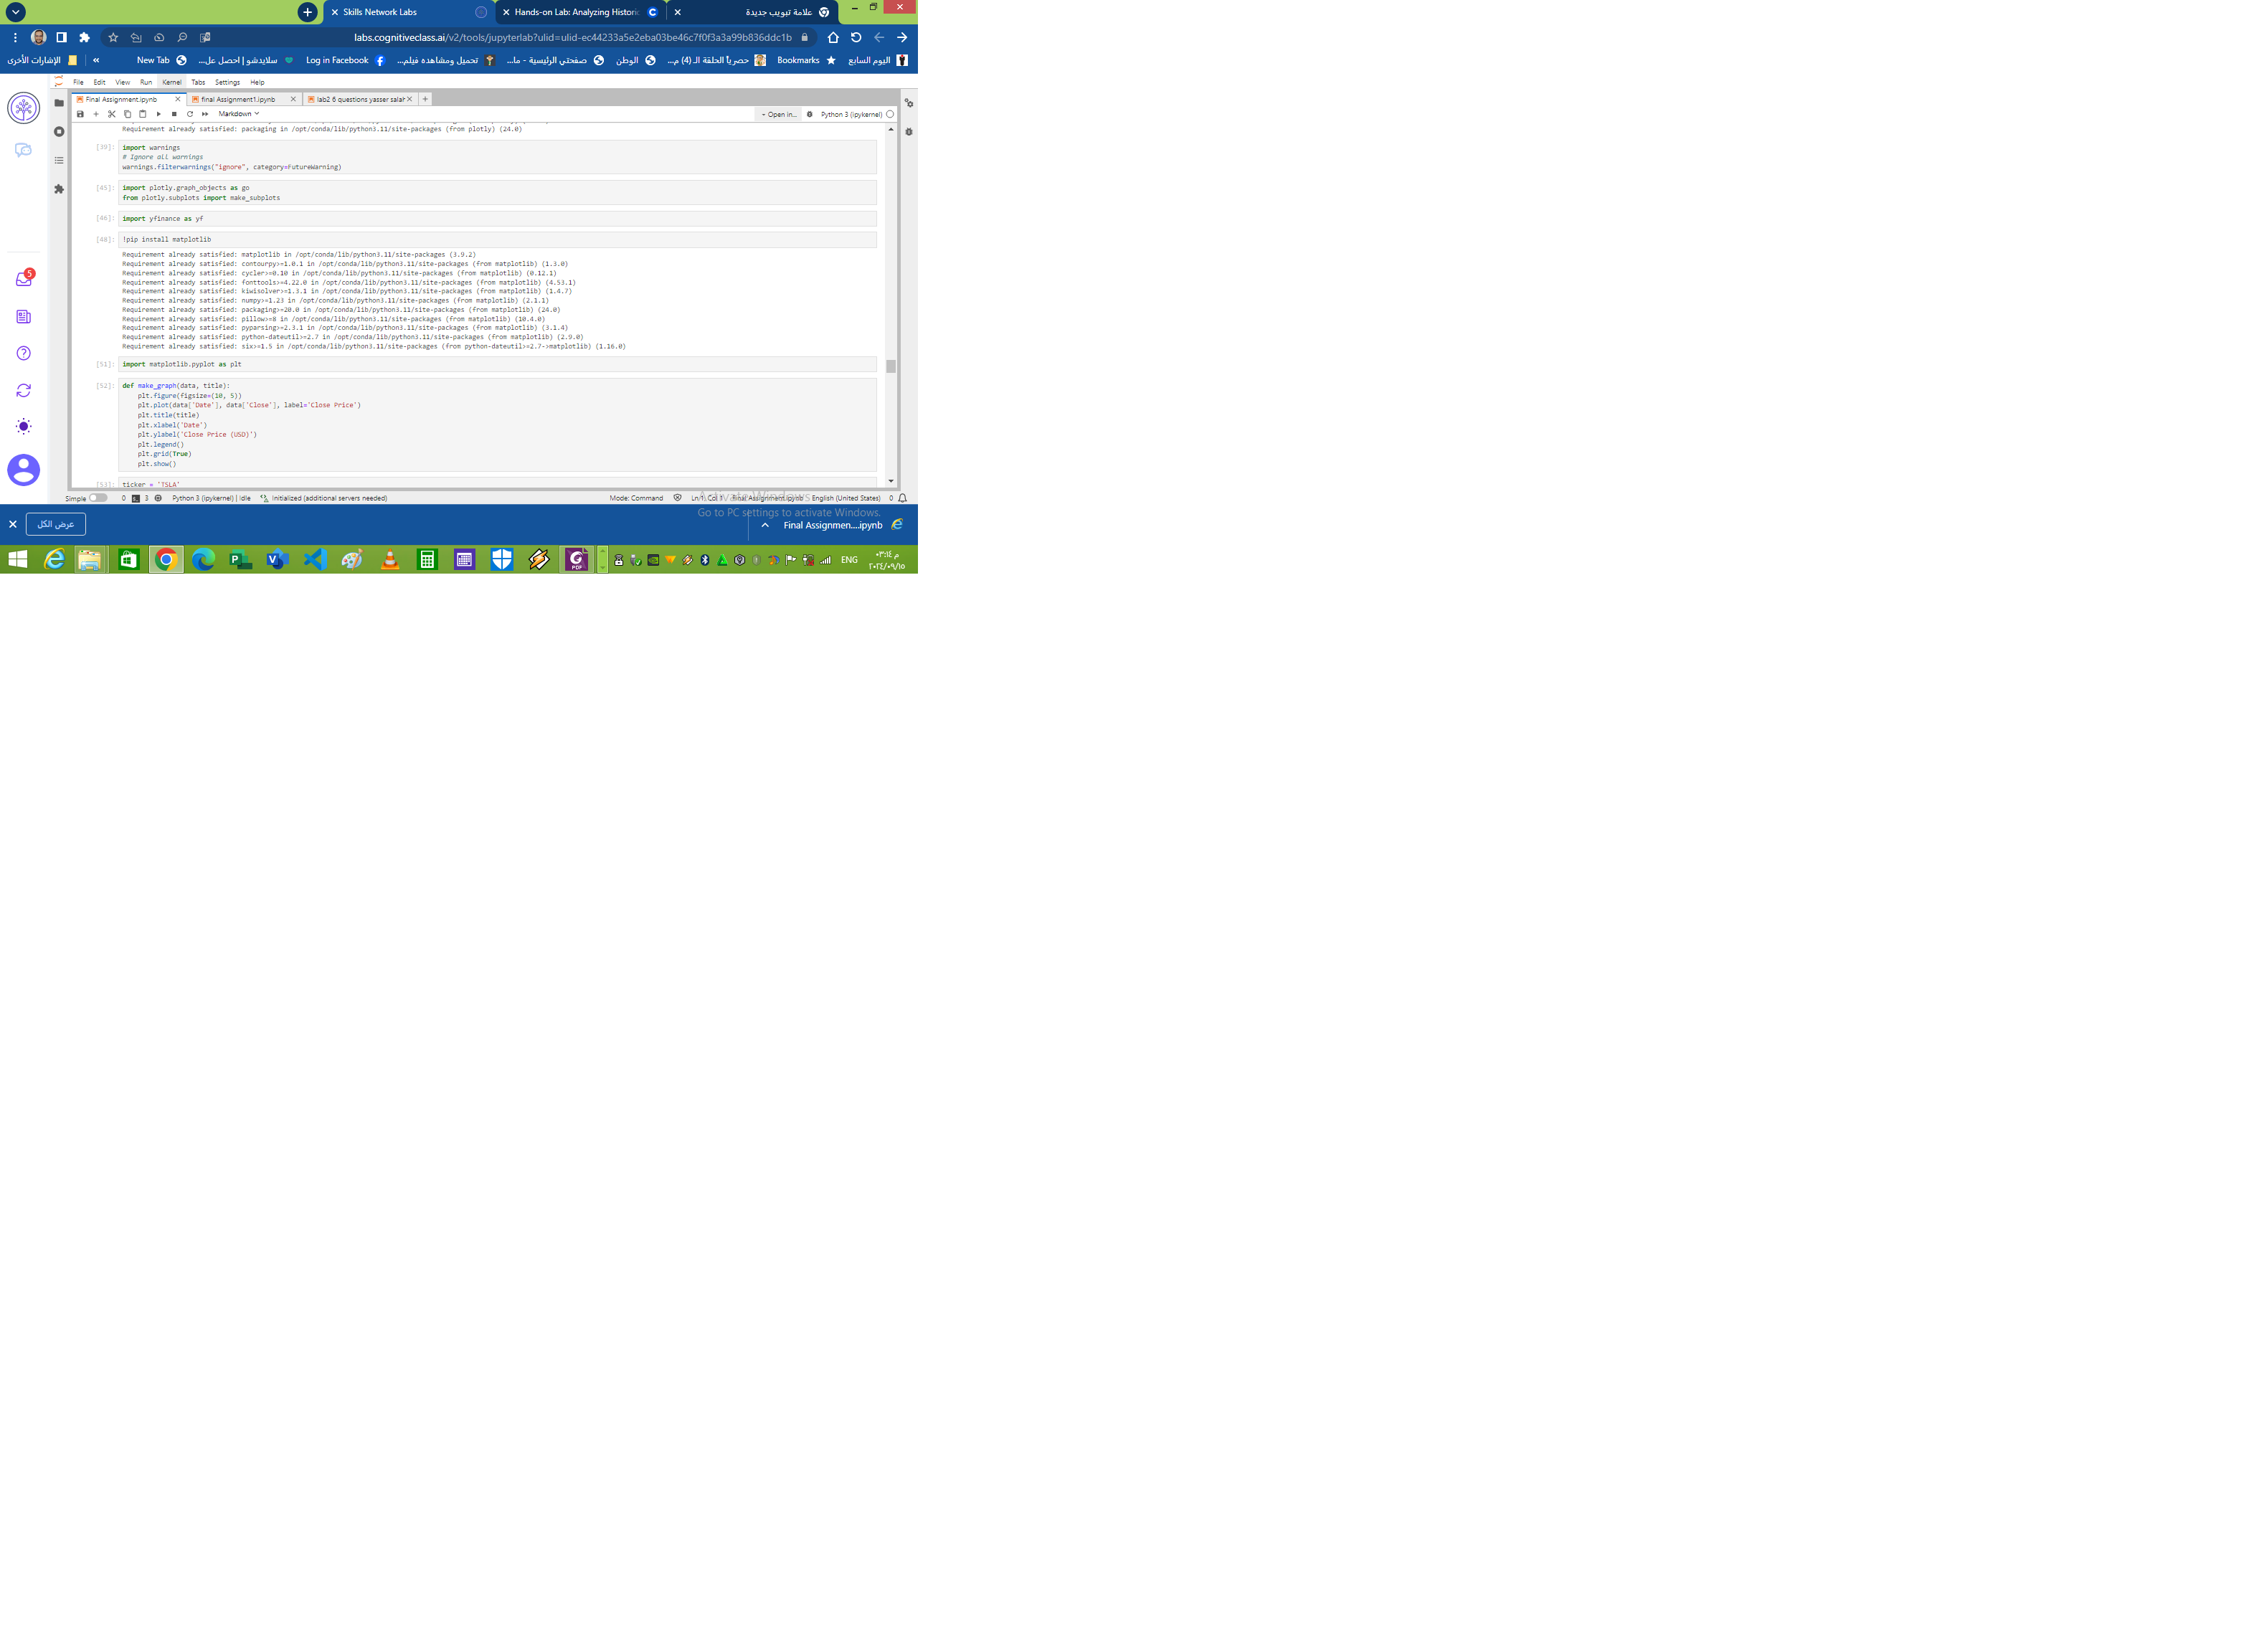 Skills Network Labs
Hands-on Lab: Analyzing Historic
علامة تبويب جديدة
labs.cognitiveclass.ai/v2/tools/jupyterlab?ulid=ulid-ec44233a5e2eba03be46c7f0f3a3a99b836ddc1b
الإشارات الأخرى
»
New Tab
سلايدشو | احصل عل...
Log in Facebook
تحميل ومشاهده فيلم...
صفحتي الرئيسية - ما...
الوطن
حصرياً الحلقة الـ (4) م...
Bookmarks
اليوم السابع
File Edit View Run Kernel Tabs Settings Help
Final Assignment.ipynb
final Assignment1.ipynb
lab2 6 questions yasser salah
Markdown
Open in...
Python 3 (ipykernel)
Requirement already satisfied: packaging in /opt/conda/lib/python3.11/site-packages (from plotly) (24.0)
[39]: import warnings
# Ignore all warnings
warnings.filterwarnings("ignore", category=FutureWarning)
[45]: import plotly.graph_objects as go
from plotly.subplots import make_subplots
[46]: import yfinance as yf
[48]: !pip install matplotlib
Requirement already satisfied: matplotlib in /opt/conda/lib/python3.11/site-packages (3.9.2)
Requirement already satisfied: contourpy>=1.0.1 in /opt/conda/lib/python3.11/site-packages (from matplotlib) (1.3.0)
Requirement already satisfied: cycler>=0.10 in /opt/conda/lib/python3.11/site-packages (from matplotlib) (0.12.1)
Requirement already satisfied: fonttools>=4.22.0 in /opt/conda/lib/python3.11/site-packages (from matplotlib) (4.53.1)
Requirement already satisfied: kiwisolver>=1.3.1 in /opt/conda/lib/python3.11/site-packages (from matplotlib) (1.4.7)
Requirement already satisfied: numpy>=1.23 in /opt/conda/lib/python3.11/site-packages (from matplotlib) (2.1.1)
Requirement already satisfied: packaging>=20.0 in /opt/conda/lib/python3.11/site-packages (from matplotlib) (24.0)
Requirement already satisfied: pillow>=8 in /opt/conda/lib/python3.11/site-packages (from matplotlib) (10.4.0)
Requirement already satisfied: pyparsing>=2.3.1 in /opt/conda/lib/python3.11/site-packages (from matplotlib) (3.1.4)
Requirement already satisfied: python-dateutil>=2.7 in /opt/conda/lib/python3.11/site-packages (from matplotlib) (2.9.0)
Requirement already satisfied: six>=1.5 in /opt/conda/lib/python3.11/site-packages (from python-dateutil>=2.7->matplotlib) (1.16.0)
[51]: import matplotlib.pyplot as plt
[52]: def make_graph(data, title):
plt.figure(figsize=(10, 5))
plt.plot(data['Date'], data['Close'], label='Close Price')
plt.title(title)
plt.xlabel('Date')
plt.ylabel('Close Price (USD)')
plt.legend()
plt.grid(True)
plt.show()
[53]: ticker = 'TSLA'
5
Simple 0 3 Python 3 (ipykernel) | Idle Initialized (additional servers needed)
Mode: Command Ln 1, Col 1 Final Assignment.ipynb English (United States) 0
Activate Windows
Go to PC settings to activate Windows.
عرض الكل
Final Assignmen....ipynb
PDF
ENG
٠٣:١٤ م
٢٠٢٤/٠٩/١٥